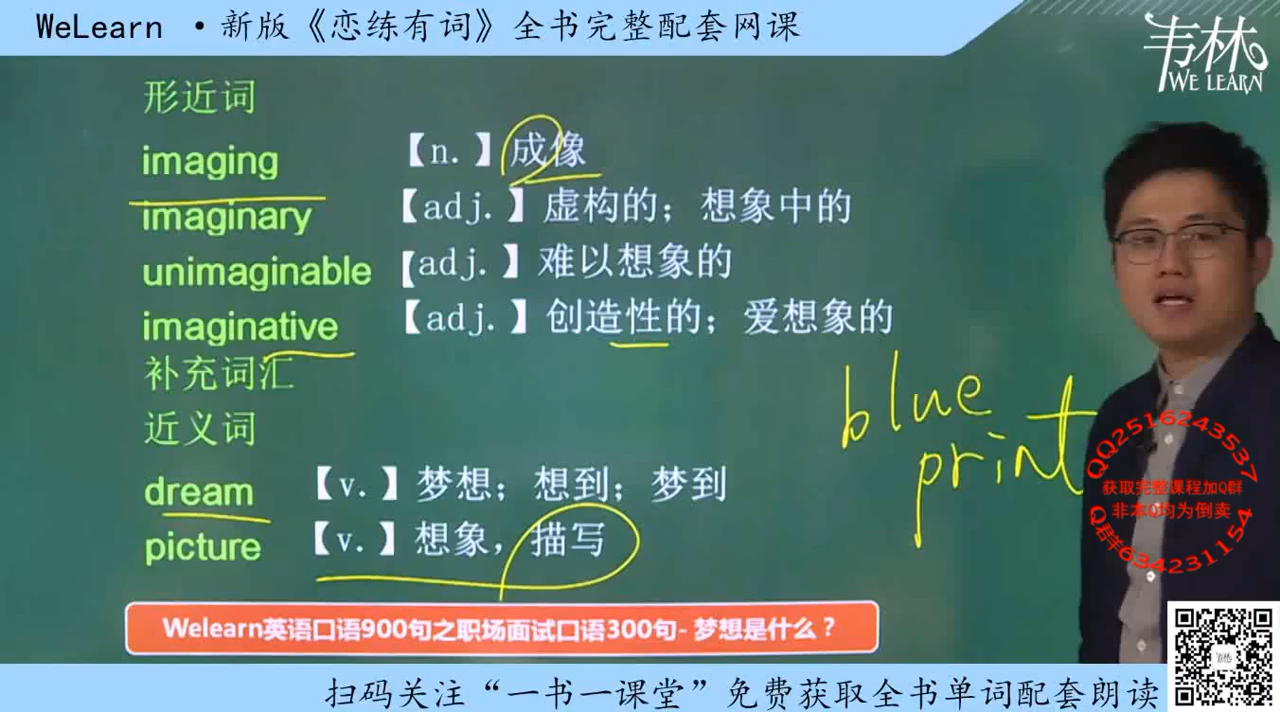 WeLearn ·新版《恋练有词》全书完整配套网课
韦林
WE LEARN
形近词
imaging 【n.】成像
imaginary 【adj.】虚构的；想象中的
unimaginable 【adj.】难以想象的
imaginative 【adj.】创造性的；爱想象的
补充词汇
近义词
dream 【v.】梦想；想到；梦到
picture 【v.】想象，描写
blue
print
QQ2516243537
获取完整课程加Q群
非本Q均为倒卖
Q群634231154
Welearn英语口语900句之职场面试口语300句- 梦想是什么？
扫码关注“一书一课堂”免费获取全书单词配套朗读